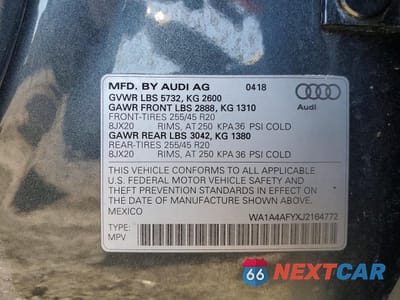 MFD. BY AUDI AG 0418
GVWR LBS 5732, KG 2600
GAWR FRONT LBS 2888, KG 1310
FRONT-TIRES 255/45 R20
8JX20 RIMS, AT 250 KPA 36 PSI COLD
GAWR REAR LBS 3042, KG 1380
REAR-TIRES 255/45 R20
8JX20 RIMS, AT 250 KPA 36 PSI COLD
Audi
THIS VEHICLE CONFORMS TO ALL APPLICABLE
U.S. FEDERAL MOTOR VEHICLE SAFETY AND
THEFT PREVENTION STANDARDS IN EFFECT ON
THE DATE OF MANUFACTURE SHOWN ABOVE.
MEXICO WA1A4AFYXJ2164772
TYPE:
MPV
66 NEXTCAR